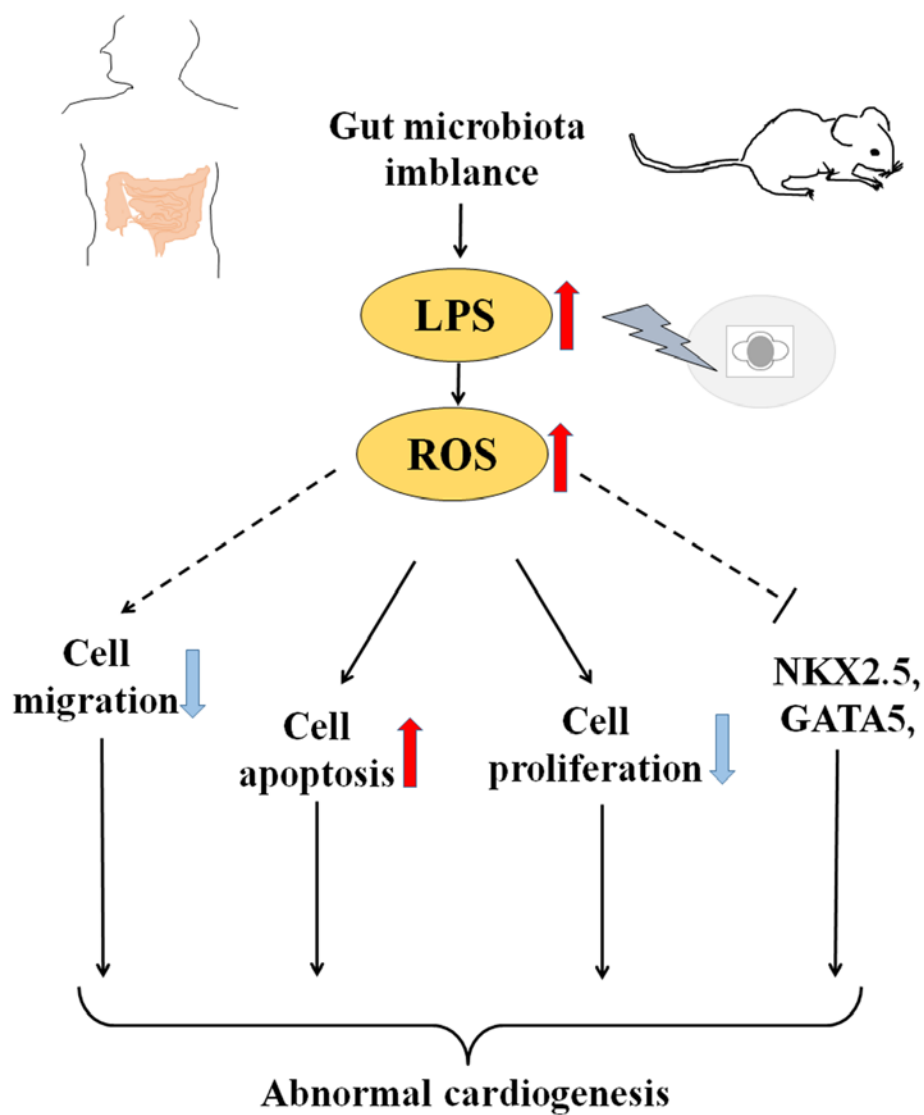 Gut microbiota
imblance
LPS
ROS
Cell
migration
Cell
apoptosis
Cell
proliferation
NKX2.5,
GATA5,
Abnormal cardiogenesis